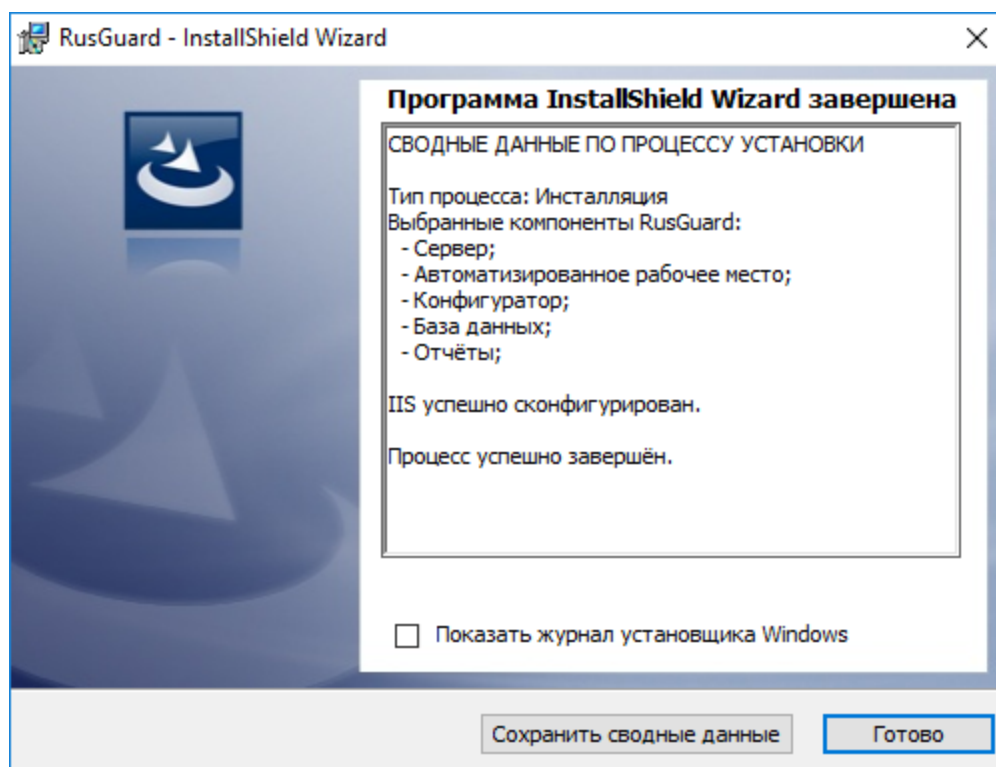 RusGuard - InstallShield Wizard
Программа InstallShield Wizard завершена
СВОДНЫЕ ДАННЫЕ ПО ПРОЦЕССУ УСТАНОВКИ
Тип процесса: Инсталляция
Выбранные компоненты RusGuard:
- Сервер;
- Автоматизированное рабочее место;
- Конфигуратор;
- База данных;
- Отчёты;
IIS успешно сконфигурирован.
Процесс успешно завершён.
Показать журнал установщика Windows
Сохранить сводные данные
Готово